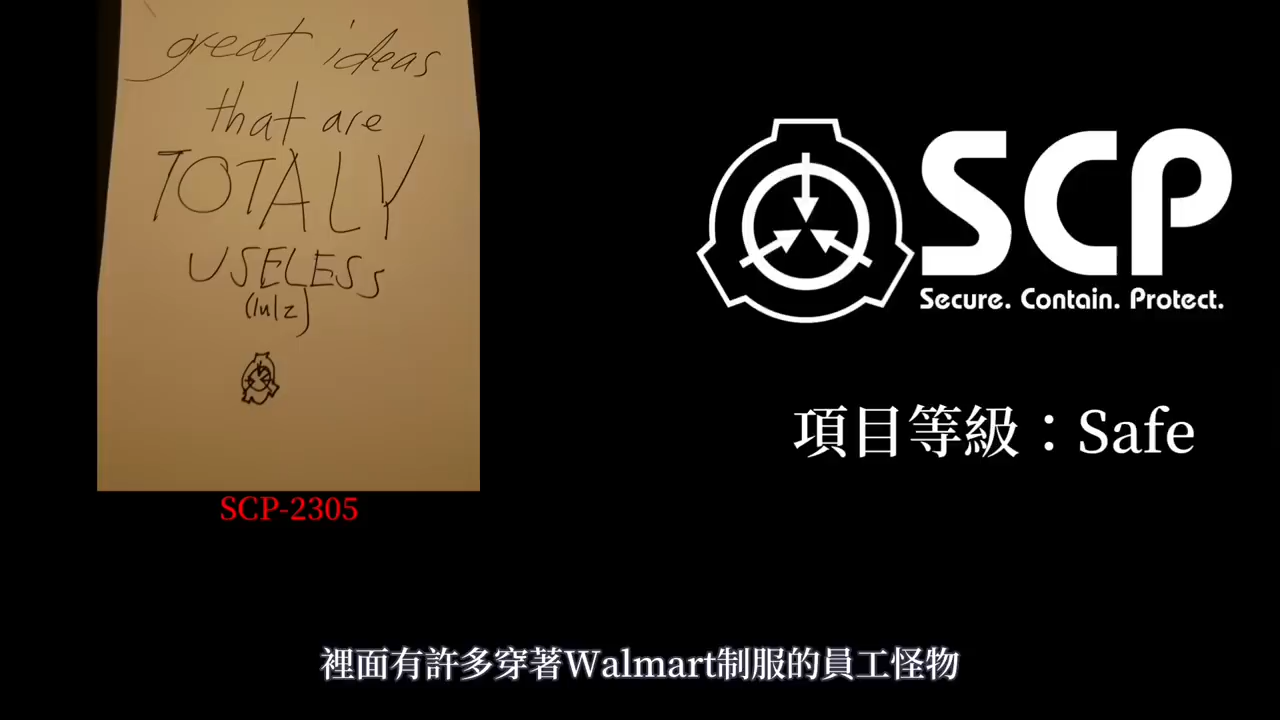 great ideas
that are
TOTALY
USELESS
(lulz)
SCP-2305
SCP
Secure. Contain. Protect.
項目等級：Safe
裡面有許多穿著Walmart制服的員工怪物